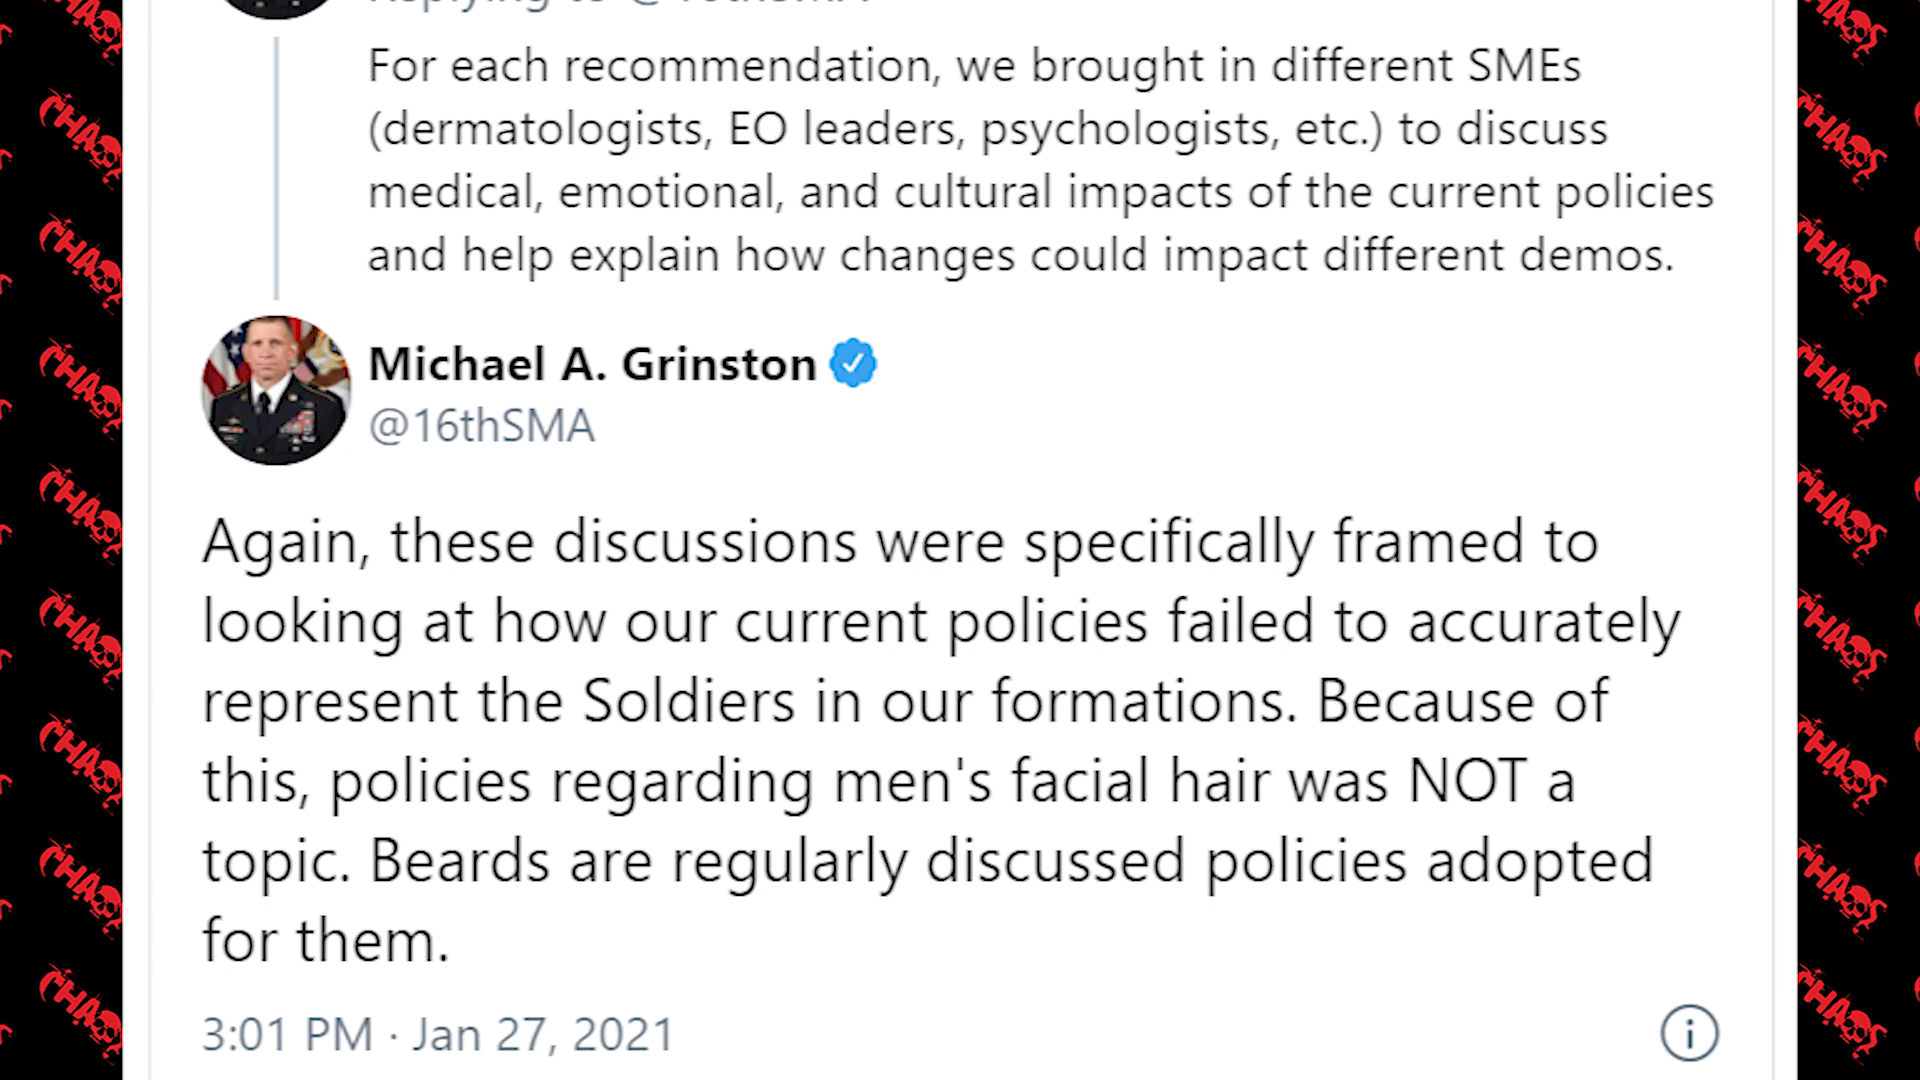 Replying to @16thSMA
For each recommendation, we brought in different SMEs
(dermatologists, EO leaders, psychologists, etc.) to discuss
medical, emotional, and cultural impacts of the current policies
and help explain how changes could impact different demos.
Michael A. Grinston
@16thSMA
Again, these discussions were specifically framed to
looking at how our current policies failed to accurately
represent the Soldiers in our formations. Because of
this, policies regarding men's facial hair was NOT a
topic. Beards are regularly discussed policies adopted
for them.
3:01 PM · Jan 27, 2021
CHAOS